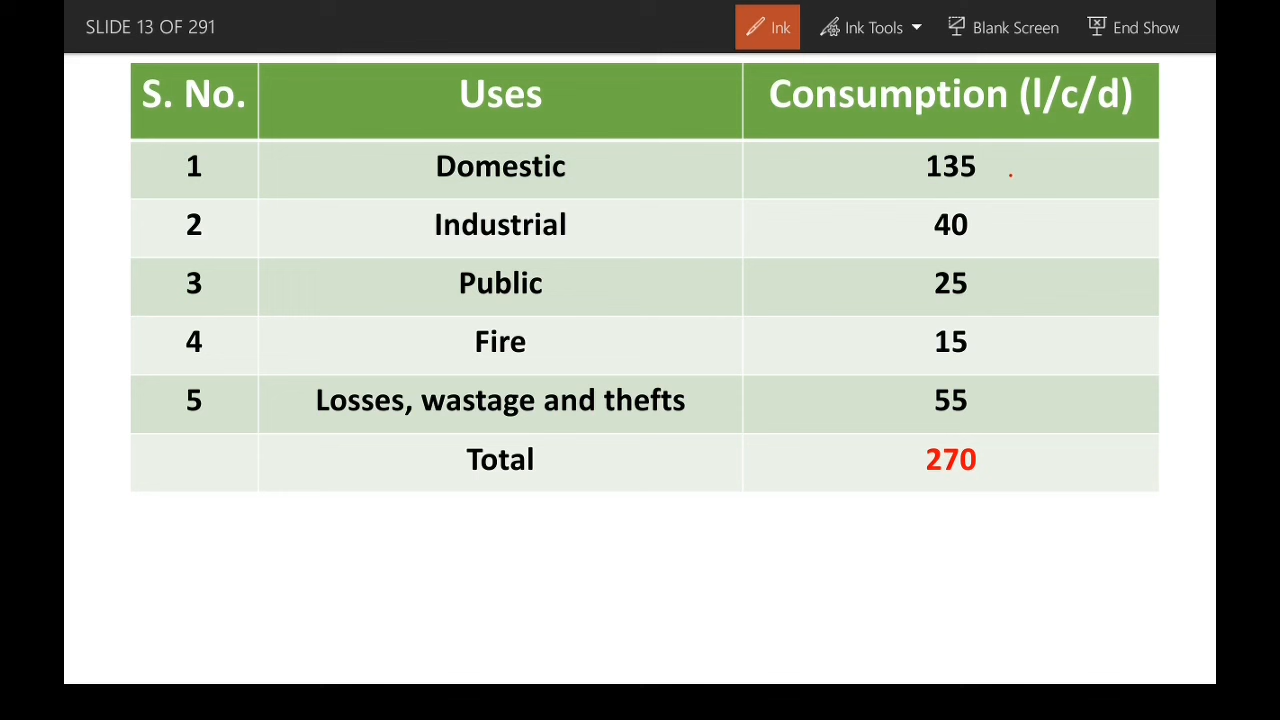 SLIDE 13 OF 291 Ink Ink Tools Blank Screen End Show
S. No. Uses Consumption (l/c/d)
1 Domestic 135
2 Industrial 40
3 Public 25
4 Fire 15
5 Losses, wastage and thefts 55
Total 270